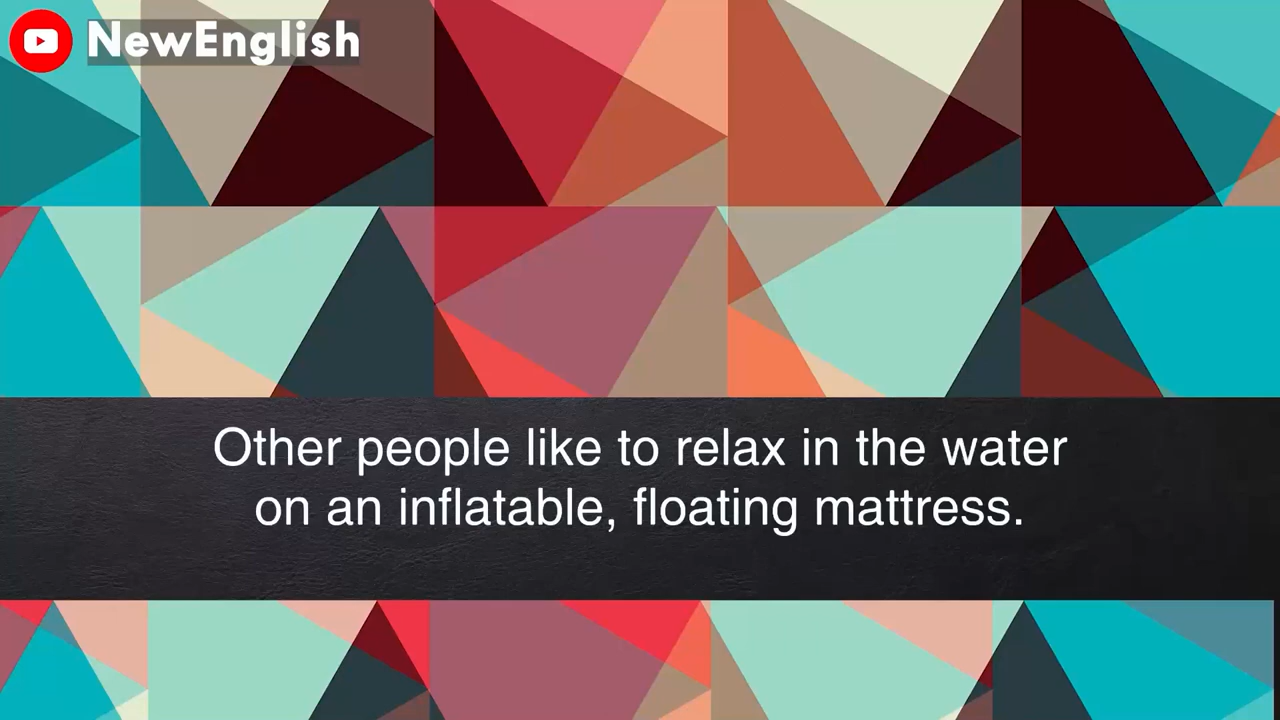 NewEnglish
Other people like to relax in the water
on an inflatable, floating mattress.